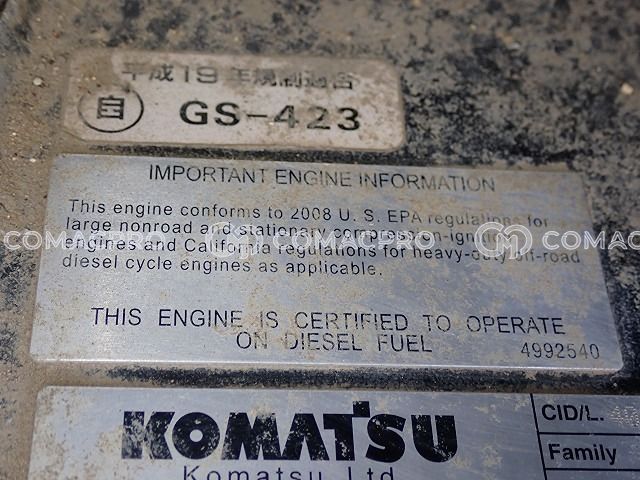 平成19年規制適合
自 GS-423
IMPORTANT ENGINE INFORMATION
This engine conforms to 2008 U. S. EPA regulations for
large nonroad and stationary compression-ignition
engines and California regulations for heavy-duty off-road
diesel cycle engines as applicable.
COMACPRO COMACPRO COMACPRO
THIS ENGINE IS CERTIFIED TO OPERATE
ON DIESEL FUEL 4992540
KOMATSU CID/L.
Komatsu Ltd Family